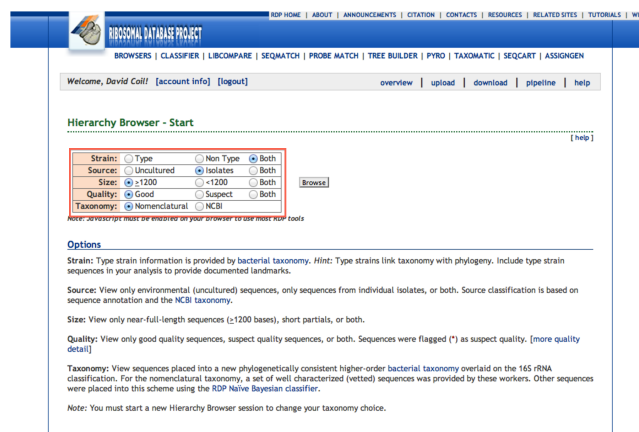 RDP HOME | ABOUT | ANNOUNCEMENTS | CITATION | CONTACTS | RESOURCES | RELATED SITES | TUTORIALS |
RIBOSOMAL DATABASE PROJECT
BROWSERS | CLASSIFIER | LIBCOMPARE | SEQMATCH | PROBE MATCH | TREE BUILDER | PYRO | TAXOMATIC | SEQCART | ASSIGNGEN
Welcome, David Coil! [account info] [logout] overview | upload | download | pipeline | help
Hierarchy Browser - Start
[ help ]
Strain: Type Non Type Both
Source: Uncultured Isolates Both
Size: ≥1200 <1200 Both Browse
Quality: Good Suspect Both
Taxonomy: Nomenclatural NCBI
Note: Javascript must be enabled on your browser to use most RDP tools
Options
Strain: Type strain information is provided by bacterial taxonomy. Hint: Type strains link taxonomy with phylogeny. Include type strain
sequences in your analysis to provide documented landmarks.
Source: View only environmental (uncultured) sequences, only sequences from individual isolates, or both. Source classification is based on
sequence annotation and the NCBI taxonomy.
Size: View only near-full-length sequences (≥1200 bases), short partials, or both.
Quality: View only good quality sequences, suspect quality sequences, or both. Sequences were flagged (*) as suspect quality. [more quality
detail]
Taxonomy: View sequences placed into a new phylogenetically consistent higher-order bacterial taxonomy overlaid on the 16S rRNA
classification. For the nomenclatural taxonomy, a set of well characterized (vetted) sequences was provided by these workers. Other sequences
were placed into this scheme using the RDP Naïve Bayesian classifier.
Note: You must start a new Hierarchy Browser session to change your taxonomy choice.